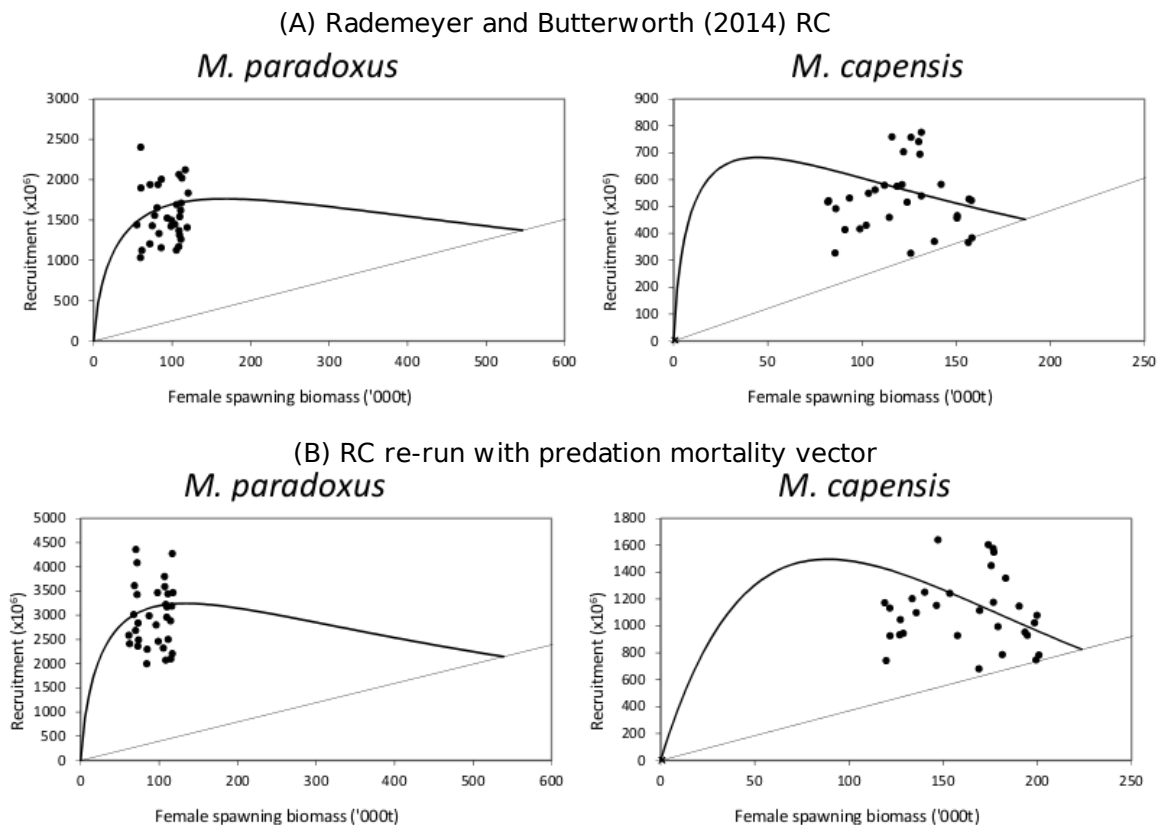 (A) Rademeyer and Butterworth (2014) RC
M. paradoxus
M. capensis
3000
2500
2000
1500
1000
500
0
Recruitment (x10⁶)
0 100 200 300 400 500 600
Female spawning biomass ('000t)
900
800
700
600
500
400
300
200
100
0
Recruitment (x10⁶)
0 50 100 150 200 250
Female spawning biomass ('000t)
(B) RC re-run with predation mortality vector
M. paradoxus
M. capensis
5000
4500
4000
3500
3000
2500
2000
1500
1000
500
0
Recruitment (x10⁶)
0 100 200 300 400 500 600
Female spawning biomass ('000t)
1800
1600
1400
1200
1000
800
600
400
200
0
Recruitment (x10⁶)
0 50 100 150 200 250
Female spawning biomass ('000t)